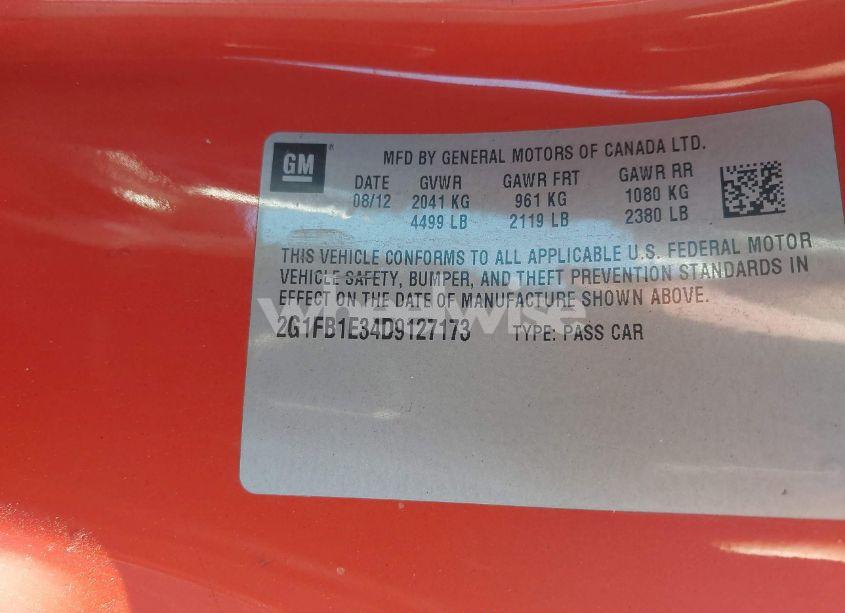 GM®
MFD BY GENERAL MOTORS OF CANADA LTD.
DATE GVWR GAWR FRT GAWR RR
08/12 2041 KG 961 KG 1080 KG
4499 LB 2119 LB 2380 LB
THIS VEHICLE CONFORMS TO ALL APPLICABLE U.S. FEDERAL MOTOR
VEHICLE SAFETY, BUMPER, AND THEFT PREVENTION STANDARDS IN
EFFECT ON THE DATE OF MANUFACTURE SHOWN ABOVE.
wheelwise
2G1FB1E34D9127173 TYPE: PASS CAR